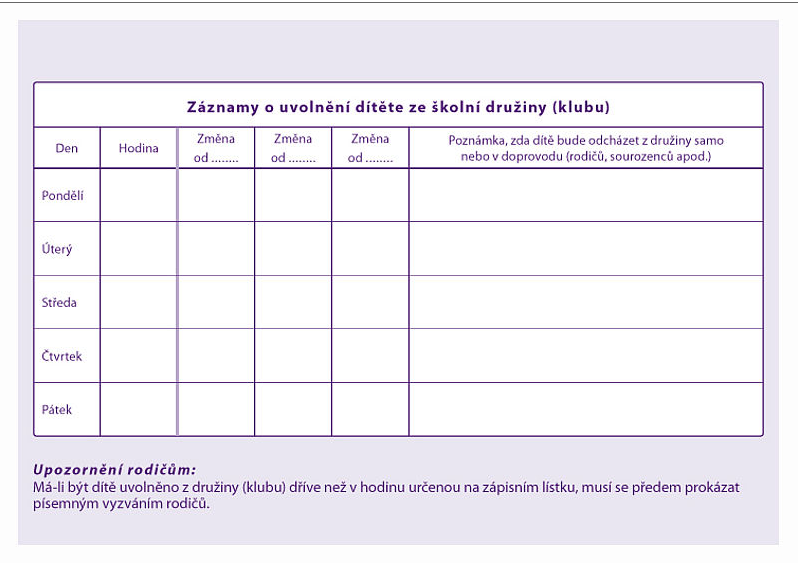 Záznamy o uvolnění dítěte ze školní družiny (klubu)
Den
Hodina
Změna
od ........
Změna
od ........
Změna
od ........
Poznámka, zda dítě bude odcházet z družiny samo
nebo v doprovodu (rodičů, sourozenců apod.)
Pondělí
Úterý
Středa
Čtvrtek
Pátek
Upozornění rodičům:
Má-li být dítě uvolněno z družiny (klubu) dříve než v hodinu určenou na zápisním lístku, musí se předem prokázat
písemným vyzváním rodičů.